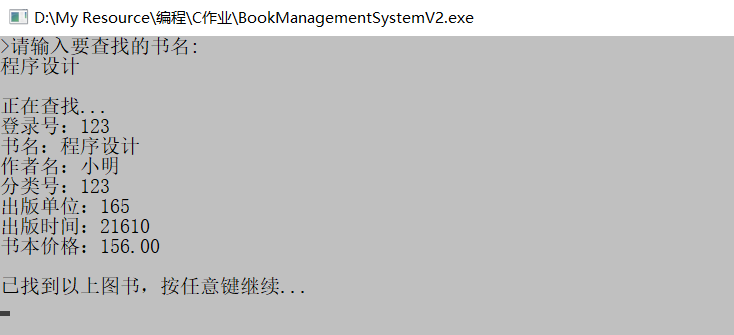 D:\My Resource\编程\C作业\BookManagementSystemV2.exe
>请输入要查找的书名:
程序设计
正在查找...
登录号：123
书名：程序设计
作者名：小明
分类号：123
出版单位：165
出版时间：21610
书本价格：156.00
已找到以上图书，按任意键继续...